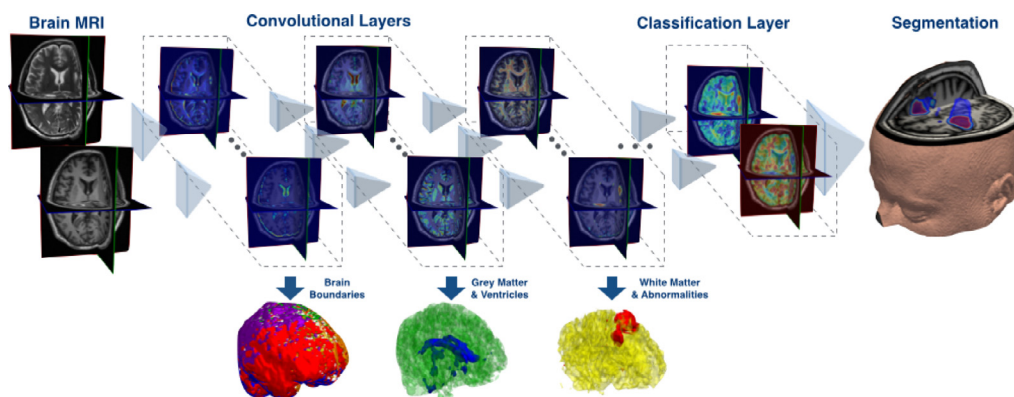 Brain MRI
Convolutional Layers
Classification Layer
Segmentation
Brain
Boundaries
Grey Matter
& Ventricles
White Matter
& Abnormalities